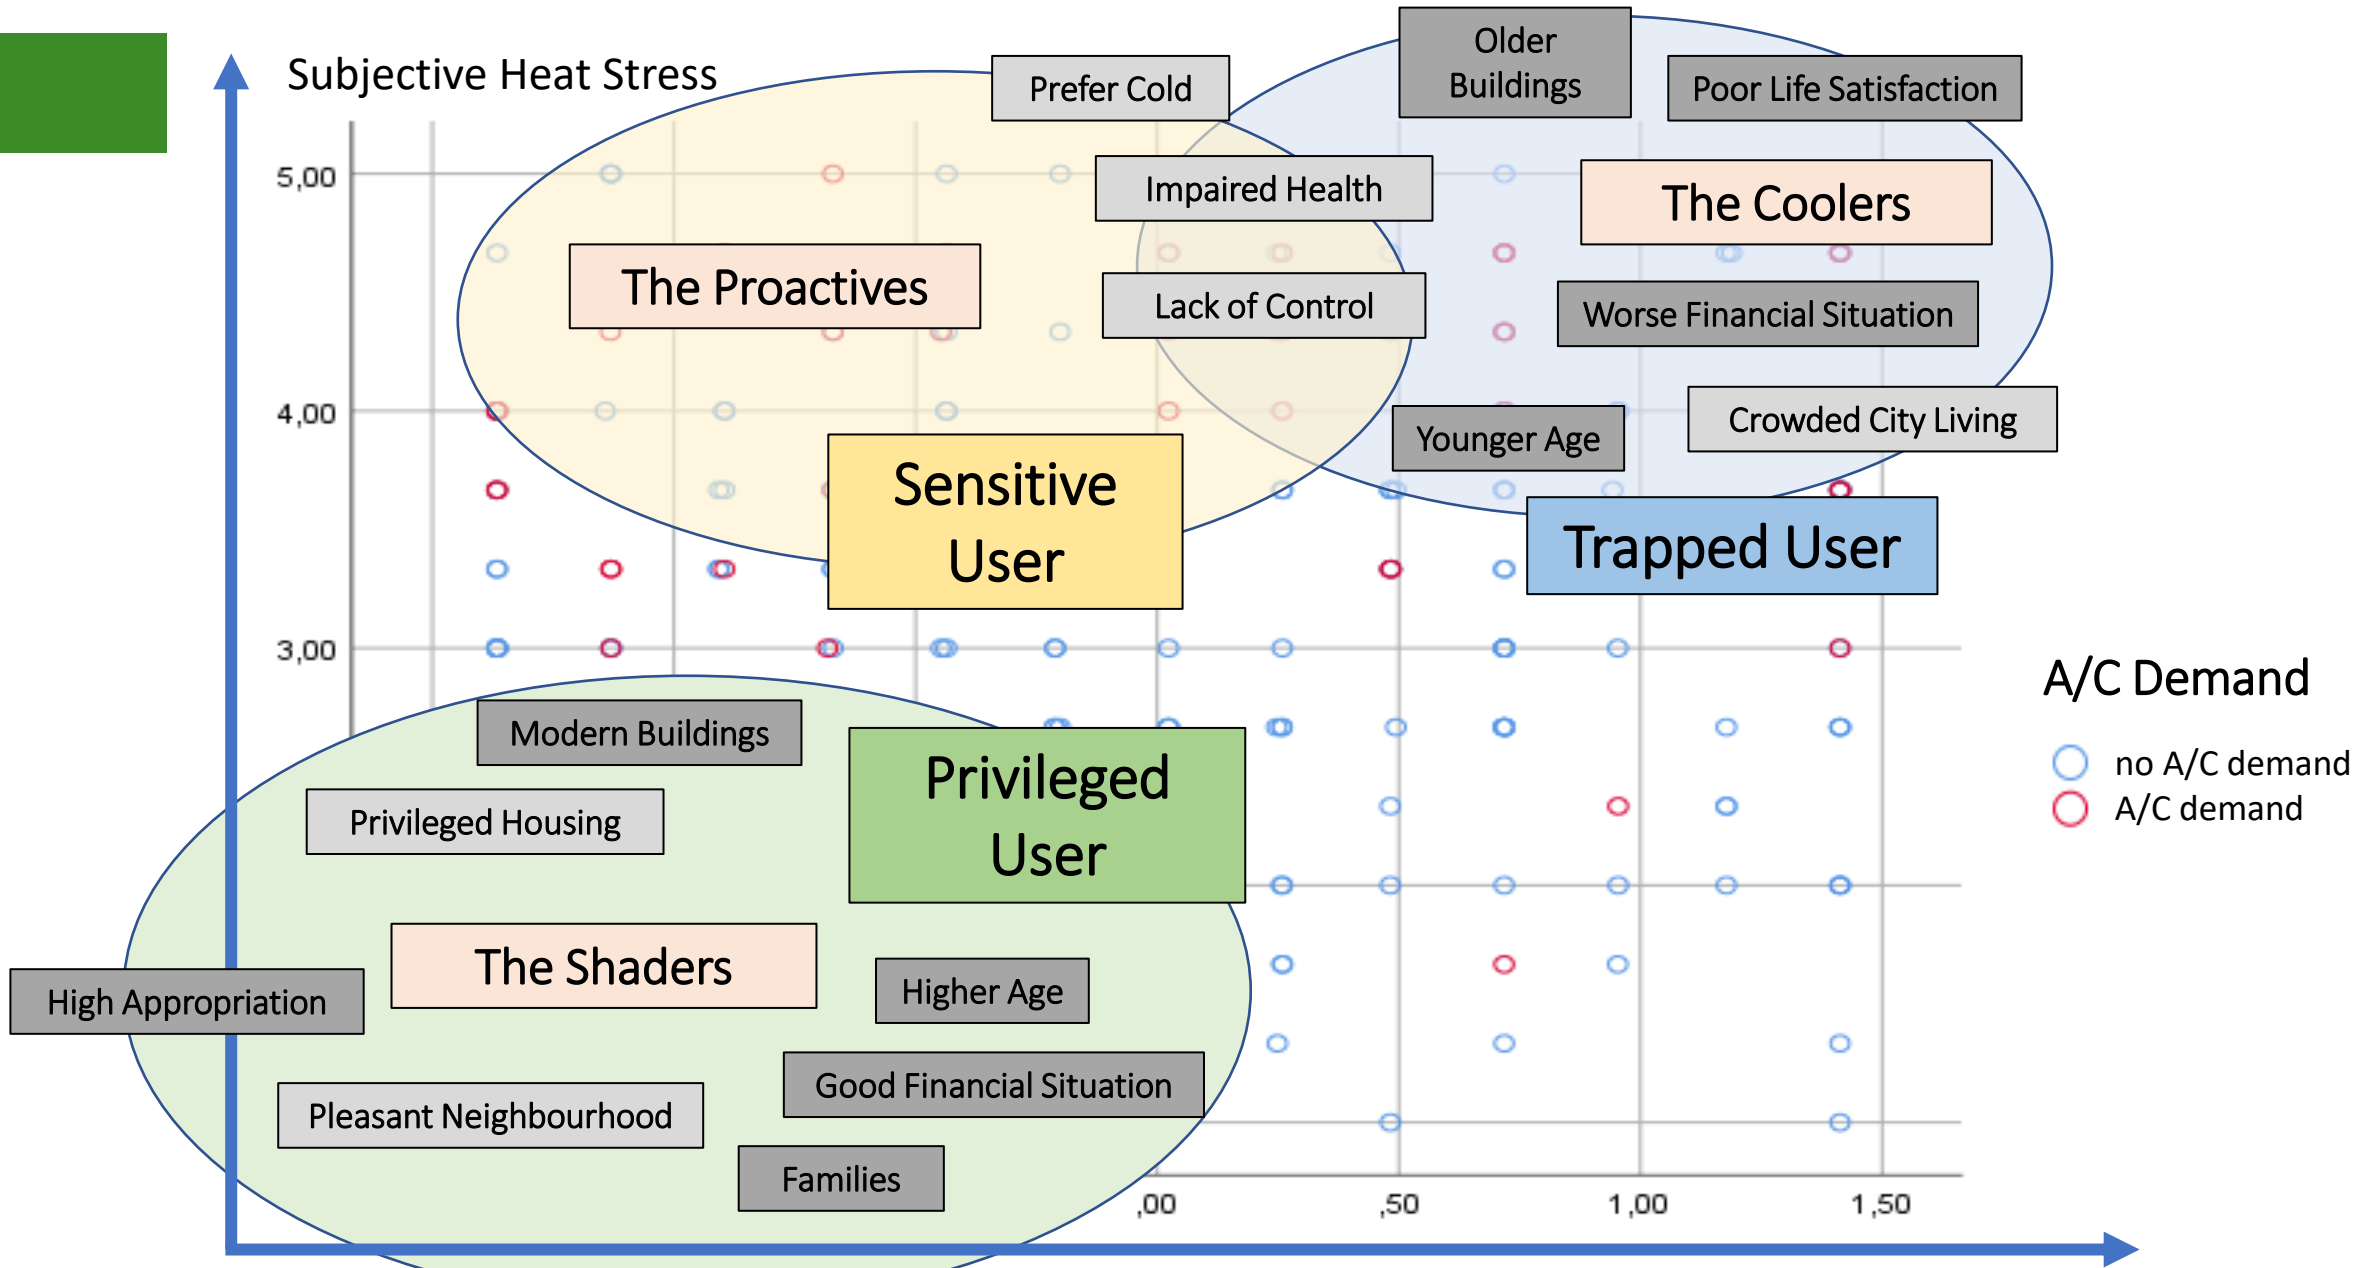 Subjective Heat Stress
Prefer Cold
Older
Buildings
Poor Life Satisfaction
5,00
Impaired Health
The Coolers
The Proactives
Lack of Control
Worse Financial Situation
4,00
Younger Age
Crowded City Living
Sensitive
User
Trapped User
3,00
A/C Demand
no A/C demand
A/C demand
Modern Buildings
Privileged
User
Privileged Housing
The Shaders
Higher Age
High Appropriation
Good Financial Situation
Pleasant Neighbourhood
Families
,00
,50
1,00
1,50